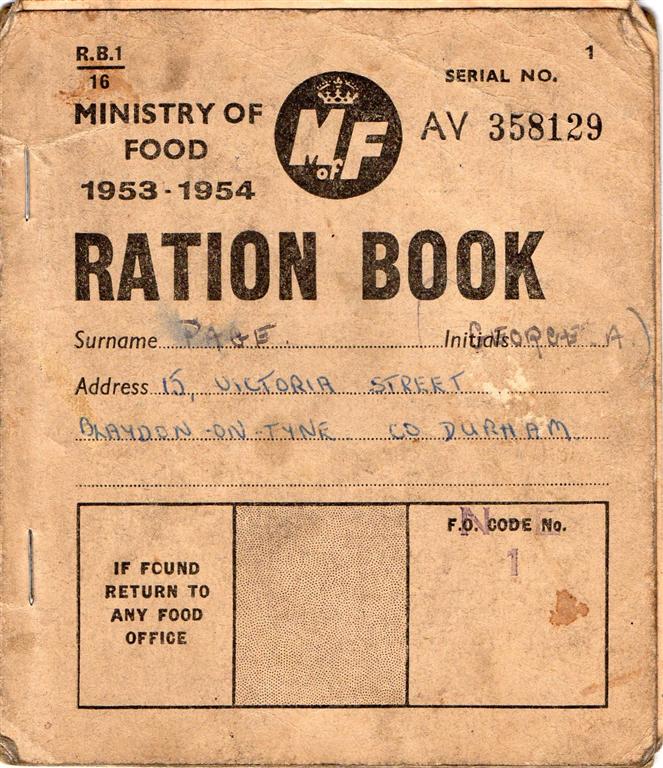 R.B.1
16
1
SERIAL NO.
MINISTRY OF
FOOD
1953-1954
M of F
AV 358129
RATION BOOK
Surname PAGE Initials (GEORGE A.)
Address 15, VICTORIA STREET
BLAYDON-ON-TYNE CO DURHAM
IF FOUND
RETURN TO
ANY FOOD
OFFICE
F.O. CODE No.
N E
1